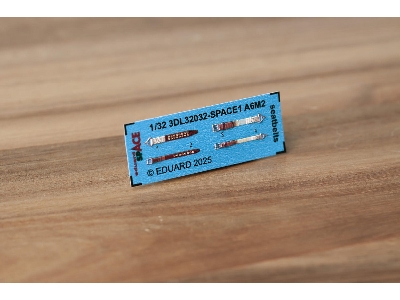 1/32 3DL32032-SPACE1 A6M2
seatbelts
SPACE
© EDUARD 2025